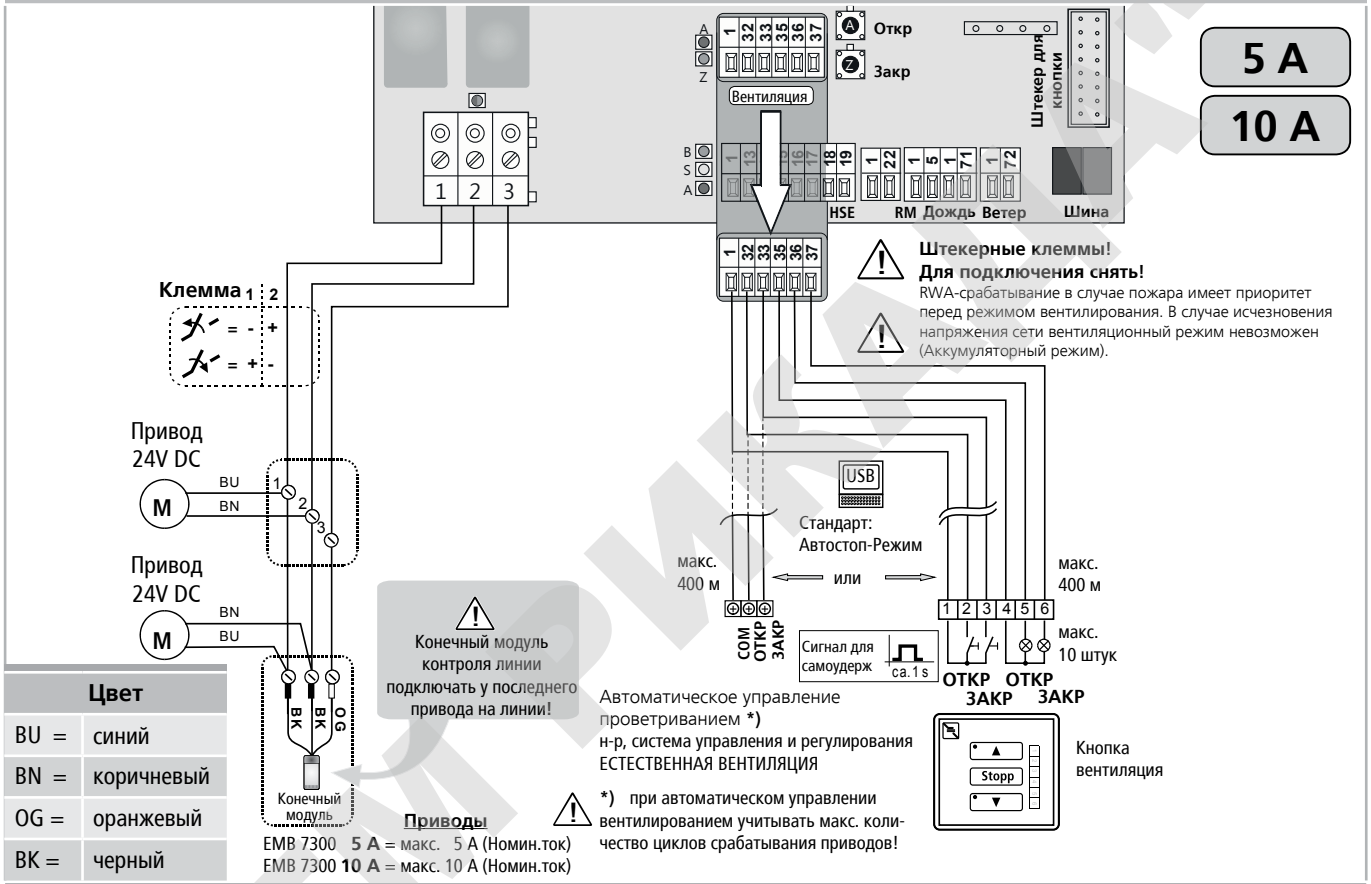 A
Z
1 32 33 35 36 37
A Откр
Z Закр
Штекер для
кнопки
5 A
10 A
Вентиляция
B
S
A
1 13 15 16 17 18 19
1 22
1 5 1 71
1 72
HSE
RM Дождь Ветер
Шина
1 2 3
1 32 33 35 36 37
Штекерные клеммы!
Для подключения снять!
RWA-срабатывание в случае пожара имеет приоритет
перед режимом вентилирования. В случае исчезновения
напряжения сети вентиляционный режим невозможен
(Аккумуляторный режим).
Клемма 1 2
= - +
= + -
Привод
24V DC
M
BU
BN
1
2
3
Привод
24V DC
M
BN
BU
BK
BK
OG
Конечный
модуль
Конечный модуль
контроля линии
подключать у последнего
привода на линии!
USB
Стандарт:
Автостоп-Режим
макс.
400 м
или
макс.
400 м
COM
ОТКР
ЗАКР
Сигнал для
самоудерж
ca.1 s
1 2 3 4 5 6
макс.
10 штук
ОТКР ОТКР
ЗАКР ЗАКР
Stopp
Кнопка
вентиляция
Автоматическое управление
проветриванием *)
н-р, система управления и регулирования
ЕСТЕСТВЕННАЯ ВЕНТИЛЯЦИЯ
*) при автоматическом управлении
вентилированием учитывать макс. коли-
чество циклов срабатывания приводов!
Приводы
EMB 7300 5 A = макс. 5 A (Номин.ток)
EMB 7300 10 A = макс. 10 A (Номин.ток)
Цвет
BU = синий
BN = коричневый
OG = оранжевый
BK = черный